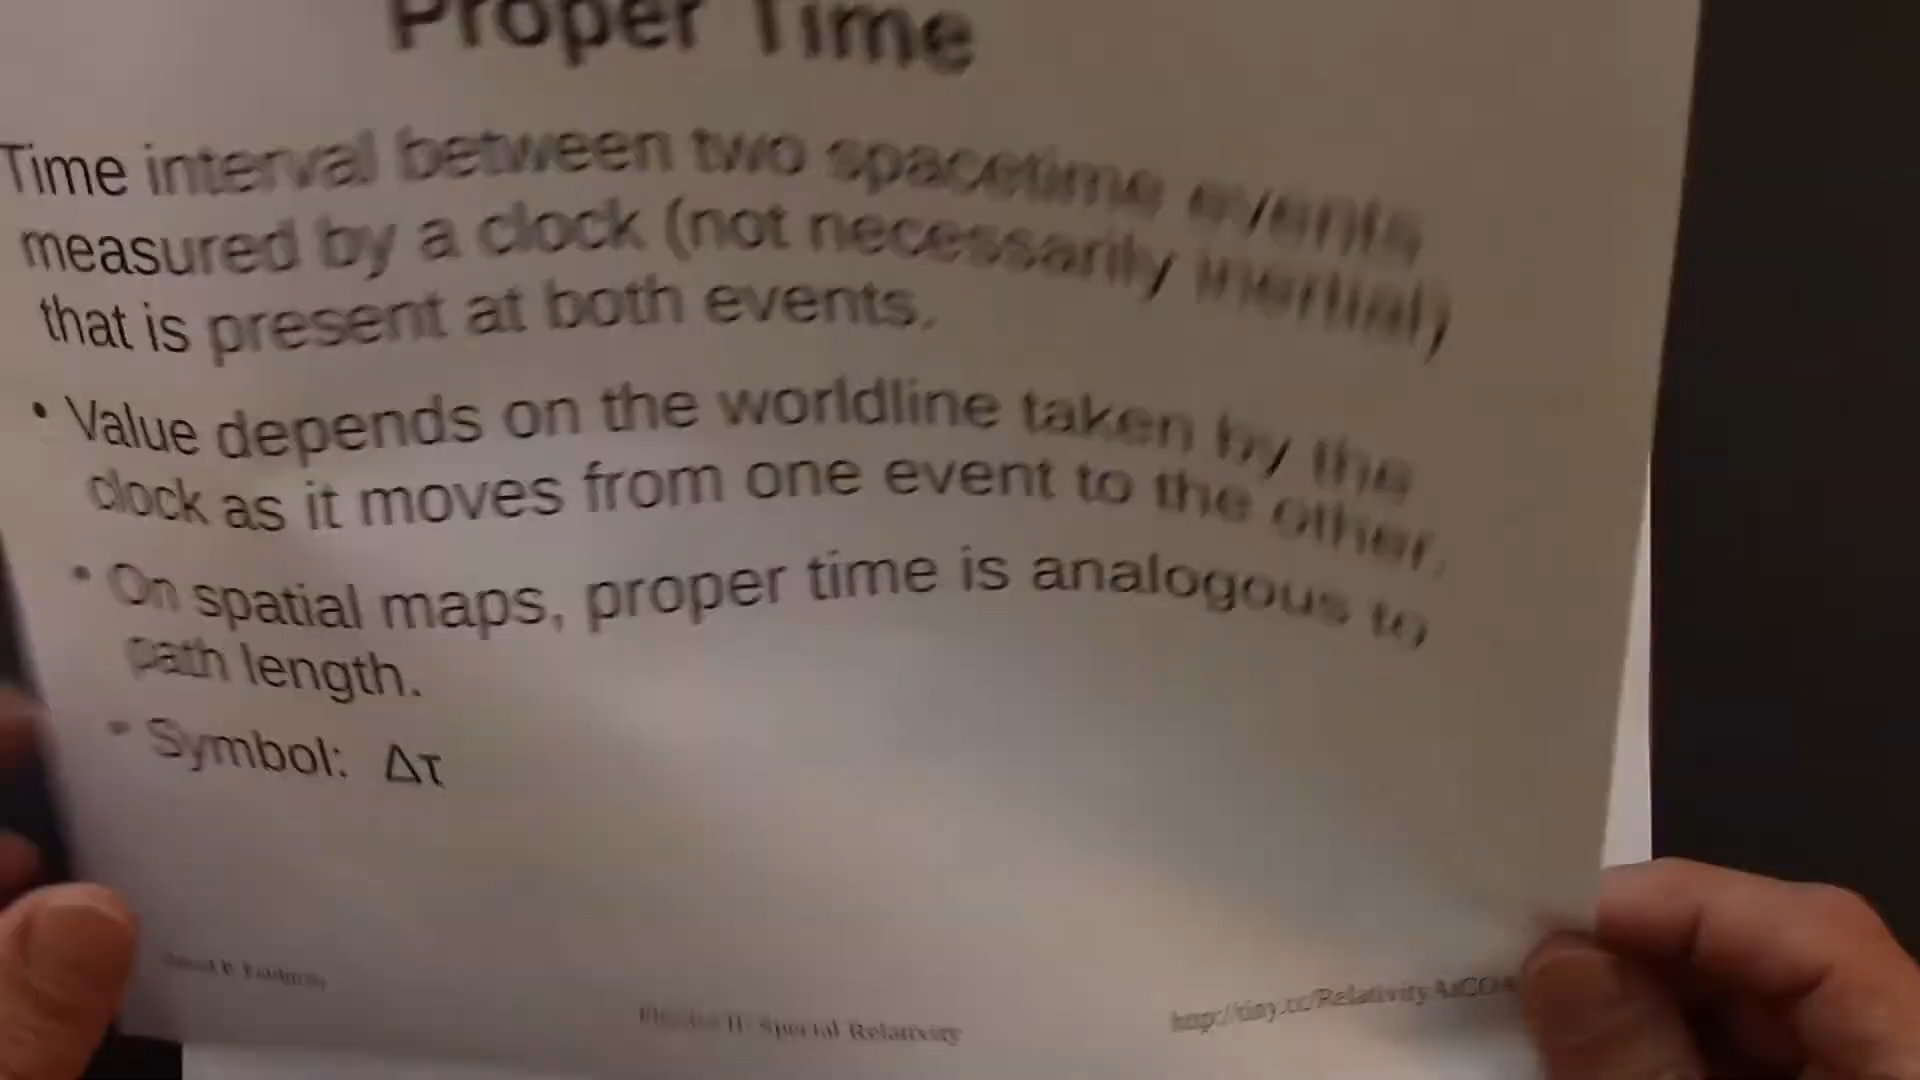 Proper Time
Time interval between two spacetime events
measured by a clock (not necessarily inertial)
that is present at both events.
• Value depends on the worldline taken by the
clock as it moves from one event to the other.
• On spatial maps, proper time is analogous to
path length.
• Symbol: Δτ
Physics II: Special Relativity